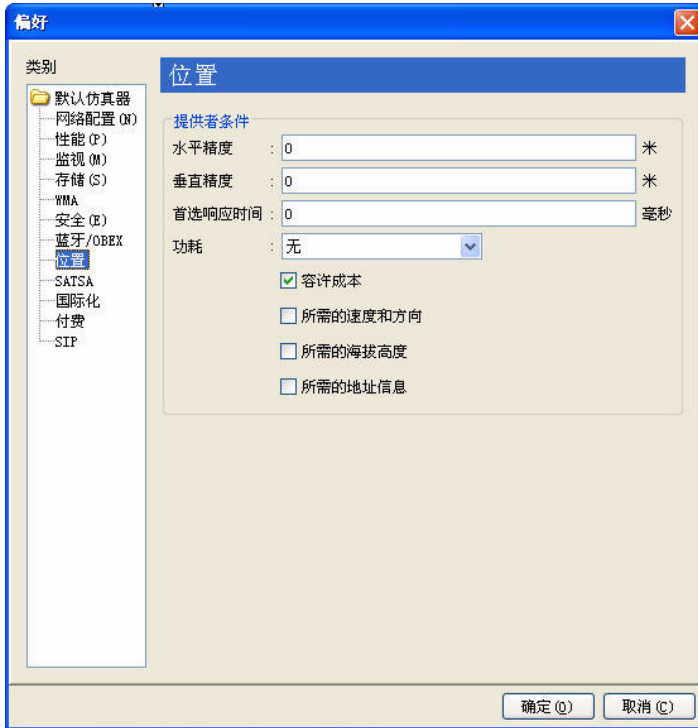 偏好
类别
默认仿真器
网络配置(N)
性能(P)
监视(M)
存储(S)
WMA
安全(E)
蓝牙/OBEX
位置
SATSA
国际化
付费
SIP
位置
提供者条件
水平精度 : 0 米
垂直精度 : 0 米
首选响应时间 : 0 毫秒
功耗 : 无
容许成本
所需的速度和方向
所需的海拔高度
所需的地址信息
确定(O) 取消(C)